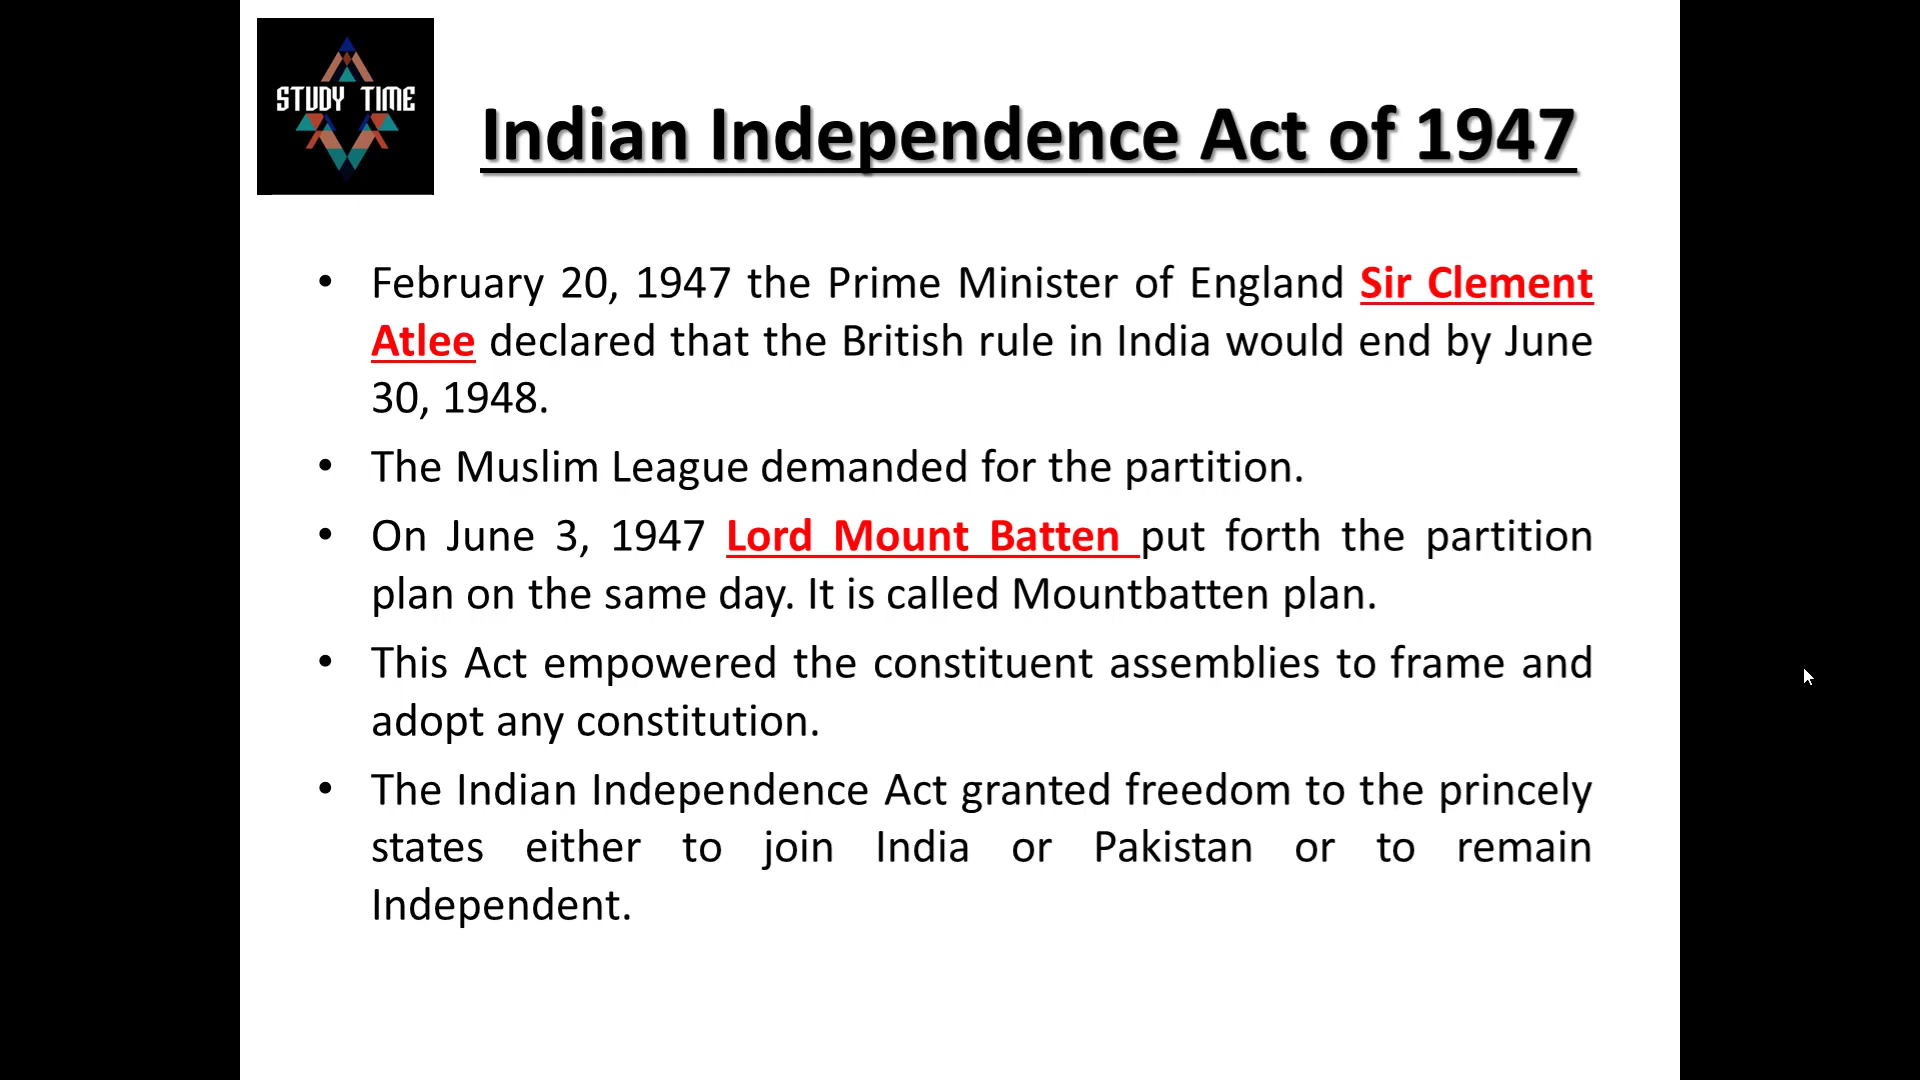 STUDY TIME
Indian Independence Act of 1947
• February 20, 1947 the Prime Minister of England Sir Clement
Atlee declared that the British rule in India would end by June
30, 1948.
• The Muslim League demanded for the partition.
• On June 3, 1947 Lord Mount Batten put forth the partition
plan on the same day. It is called Mountbatten plan.
• This Act empowered the constituent assemblies to frame and
adopt any constitution.
• The Indian Independence Act granted freedom to the princely
states either to join India or Pakistan or to remain
Independent.